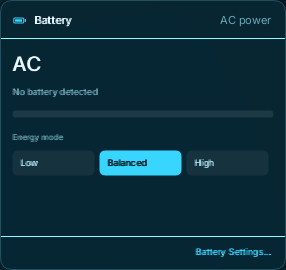 Battery AC power
AC
No battery detected
Energy mode
Low Balanced High
Battery Settings...